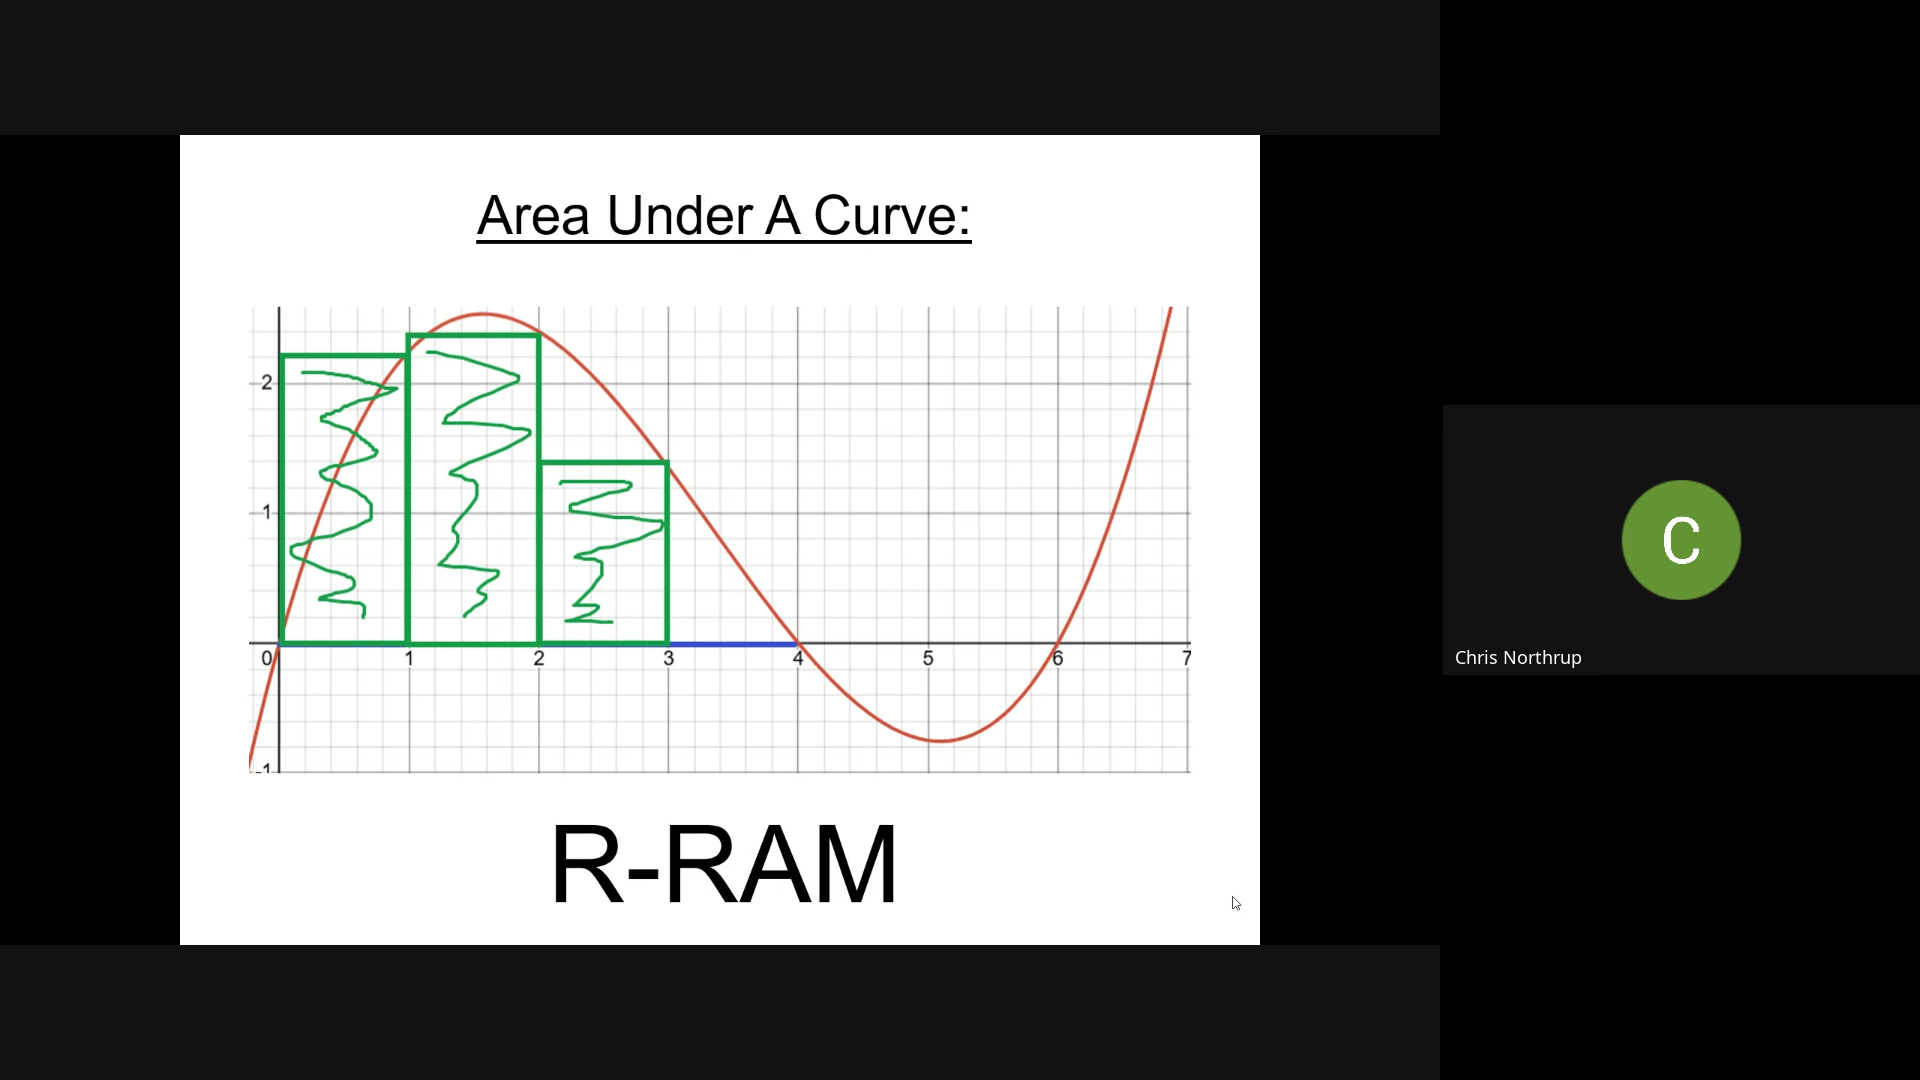 Area Under A Curve:
2
1
0 1 2 3 4 5 6 7
-1
R-RAM
C
Chris Northrup